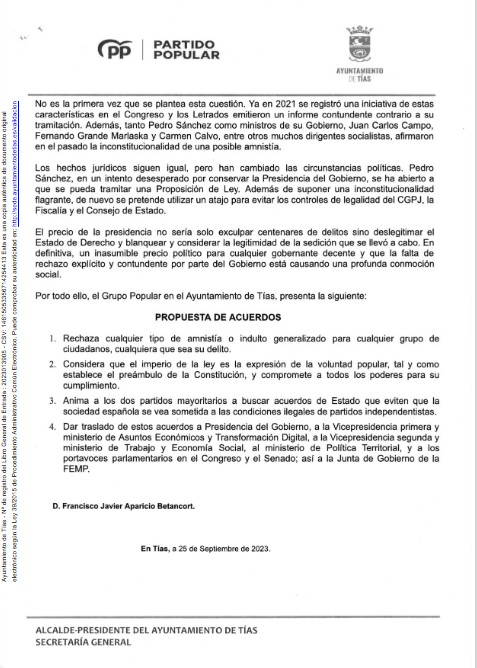 PP PARTIDO
POPULAR
AYUNTAMIENTO
DE TÍAS
No es la primera vez que se plantea esta cuestión. Ya en 2021 se registró una iniciativa de estas
características en el Congreso y los Letrados emitieron un informe contundente contrario a su
tramitación. Además, tanto Pedro Sánchez como ministros de su Gobierno, Juan Carlos Campo,
Fernando Grande Marlaska y Carmen Calvo, entre otros muchos dirigentes socialistas, afirmaron
en el pasado la inconstitucionalidad de una posible amnistía.
Los hechos jurídicos siguen igual, pero han cambiado las circunstancias políticas. Pedro
Sánchez, en un intento desesperado por conservar la Presidencia del Gobierno, se ha abierto a
que se pueda tramitar una Proposición de Ley. Además de suponer una inconstitucionalidad
flagrante, de nuevo se pretende utilizar un atajo para evitar los controles de legalidad del CGPJ, la
Fiscalía y el Consejo de Estado.
El precio de la presidencia no sería solo exculpar centenares de delitos sino deslegitimar el
Estado de Derecho y blanquear y considerar la legitimidad de la sedición que se llevó a cabo. En
definitiva, un inasumible precio político para cualquier gobernante decente y que la falta de
rechazo explícito y contundente por parte del Gobierno está causando una profunda conmoción
social.
Por todo ello, el Grupo Popular en el Ayuntamiento de Tías, presenta la siguiente:
PROPUESTA DE ACUERDOS
1. Rechaza cualquier tipo de amnistía o indulto generalizado para cualquier grupo de
ciudadanos, cualquiera que sea su delito.
2. Considera que el imperio de la ley es la expresión de la voluntad popular, tal y como
establece el preámbulo de la Constitución, y compromete a todos los poderes para su
cumplimiento.
3. Anima a los dos partidos mayoritarios a buscar acuerdos de Estado que eviten que la
sociedad española se vea sometida a las condiciones ilegales de partidos independentistas.
4. Dar traslado de estos acuerdos a Presidencia del Gobierno, a la Vicepresidencia primera y
ministerio de Asuntos Económicos y Transformación Digital, a la Vicepresidencia segunda y
ministerio de Trabajo y Economía Social, al ministerio de Política Territorial, y a los
portavoces parlamentarios en el Congreso y el Senado; así a la Junta de Gobierno de la
FEMP.
D. Francisco Javier Aparicio Betancort.
En Tías, a 25 de Septiembre de 2023.
ALCALDE-PRESIDENTE DEL AYUNTAMIENTO DE TÍAS
SECRETARÍA GENERAL
Ayuntamiento de Tías - Nº de registro del Libro General de Entrada : 2023013985 - CSV: Esta es una copia auténtica de documento original
electrónico según la Ley 39/2015 de Procedimiento Administrativo Común Electrónico. Puede comprobar su autenticidad en: